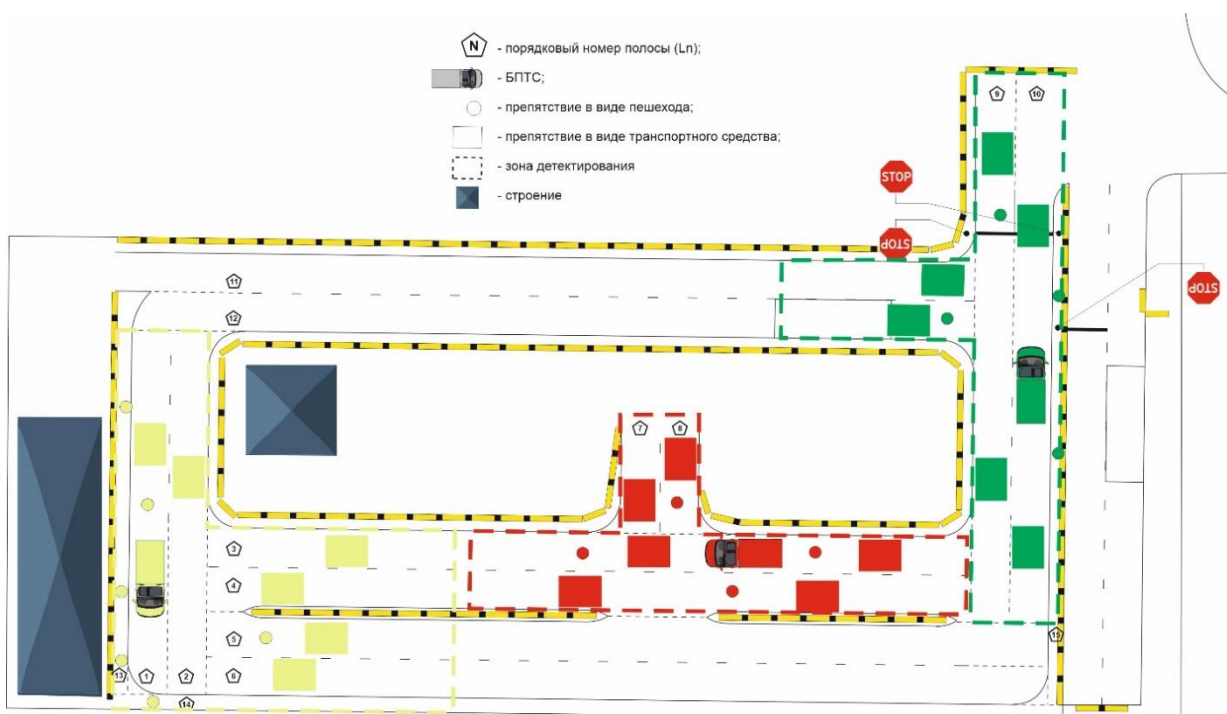 N - порядковый номер полосы (Ln);
- БПТС;
- препятствие в виде пешехода;
- препятствие в виде транспортного средства;
- зона детектирования
- строение
9 10
STOP
STOP
STOP
11
12
7 8
3
4
5
15
13 1 2 6
14